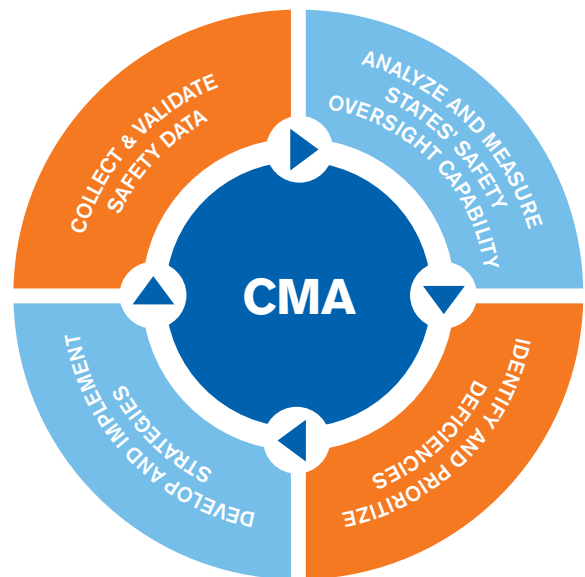 COLLECT & VALIDATE
SAFETY DATA
ANALYZE AND MEASURE
STATES' SAFETY
OVERSIGHT CAPABILITY
CMA
IDENTIFY AND PRIORITIZE
DEFICIENCIES
DEVELOP AND IMPLEMENT
STRATEGIES